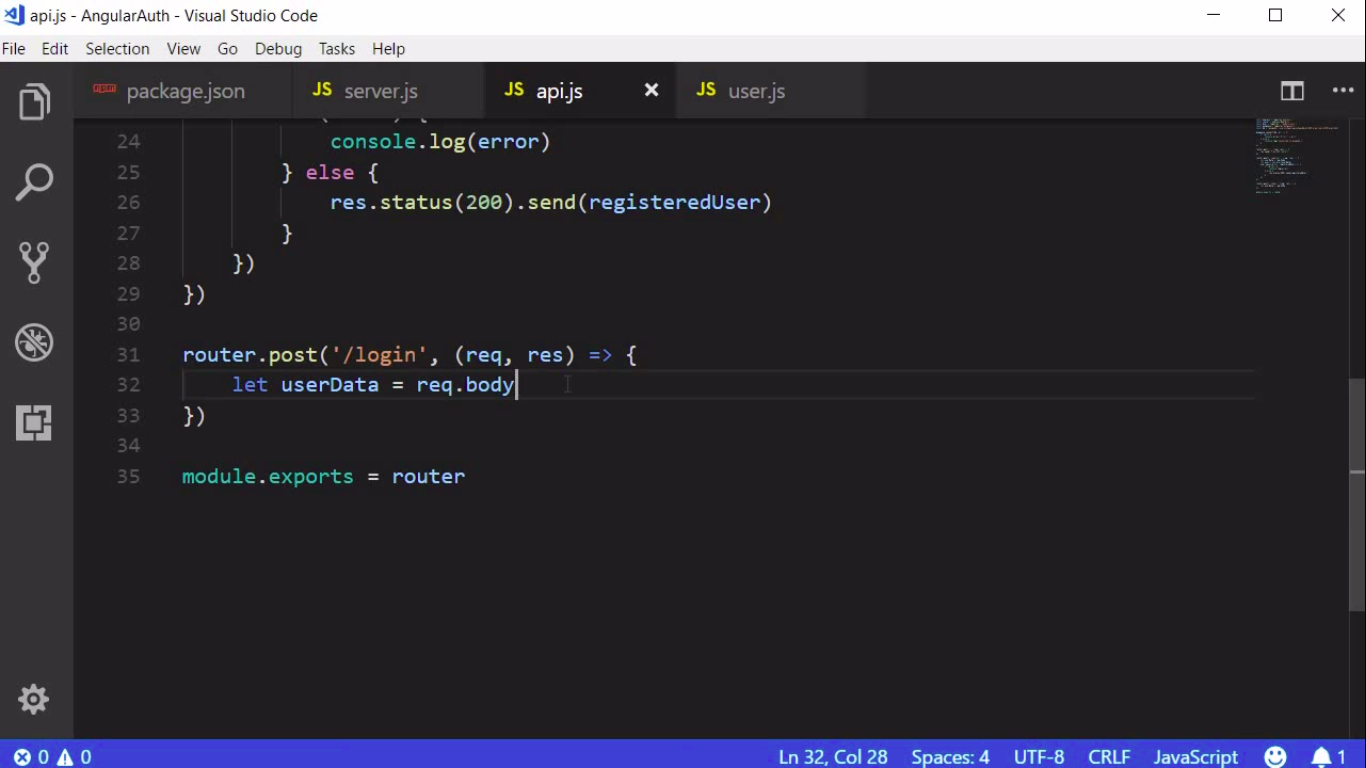 api.js - AngularAuth - Visual Studio Code
File Edit Selection View Go Debug Tasks Help
npm package.json JS server.js JS api.js JS user.js
24 console.log(error)
25 } else {
26 res.status(200).send(registeredUser)
27 }
28 })
29 })
30
31 router.post('/login', (req, res) => {
32 let userData = req.body
33 })
34
35 module.exports = router
0 0 Ln 32, Col 28 Spaces: 4 UTF-8 CRLF JavaScript 1